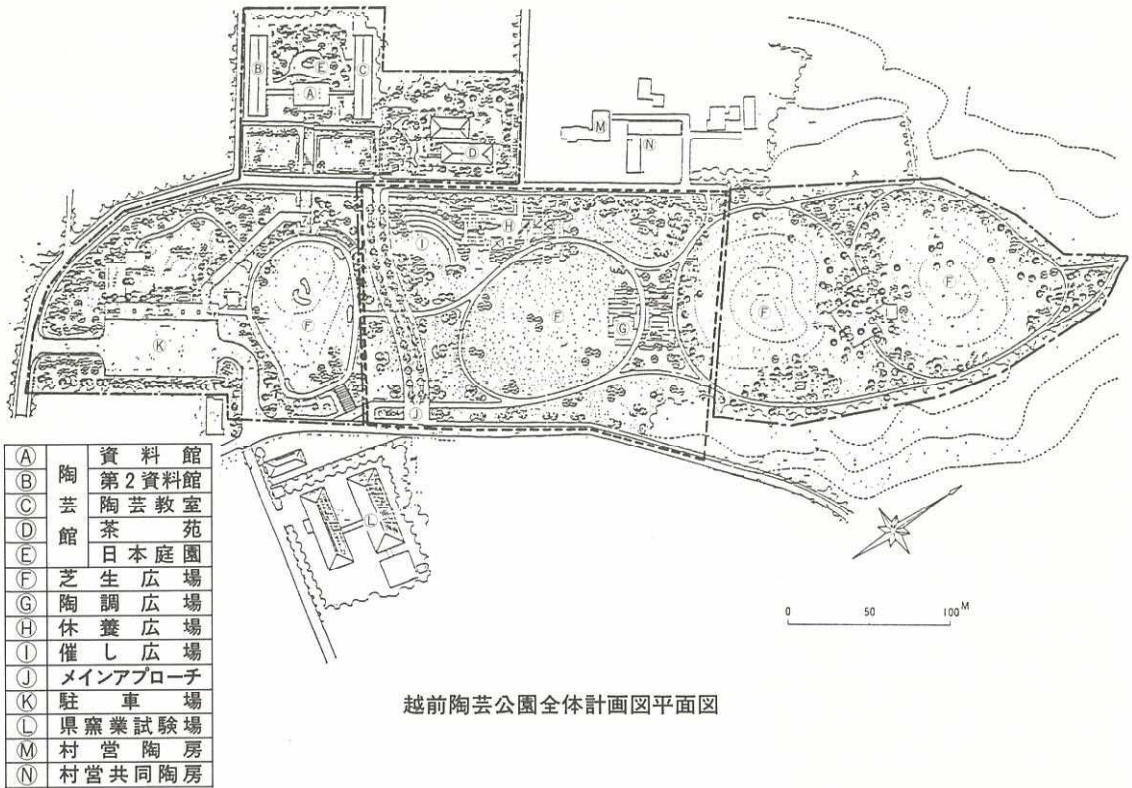 Ⓑ
Ⓔ
Ⓒ
Ⓐ
Ⓓ
Ⓜ
Ⓝ
Ⓗ
Ⓘ
Ⓕ
Ⓕ
Ⓕ
Ⓕ
Ⓖ
Ⓚ
Ⓙ
Ⓛ
陶芸館
Ⓐ 資料館
Ⓑ 第2資料館
Ⓒ 陶芸教室
Ⓓ 茶苑
Ⓔ 日本庭園
Ⓕ 芝生広場
Ⓖ 陶調広場
Ⓗ 休養広場
Ⓘ 催し広場
Ⓙ メインアプローチ
Ⓚ 駐車場
Ⓛ 県窯業試験場
Ⓜ 村営陶房
Ⓝ 村営共同陶房
0 50 100M
越前陶芸公園全体計画図平面図